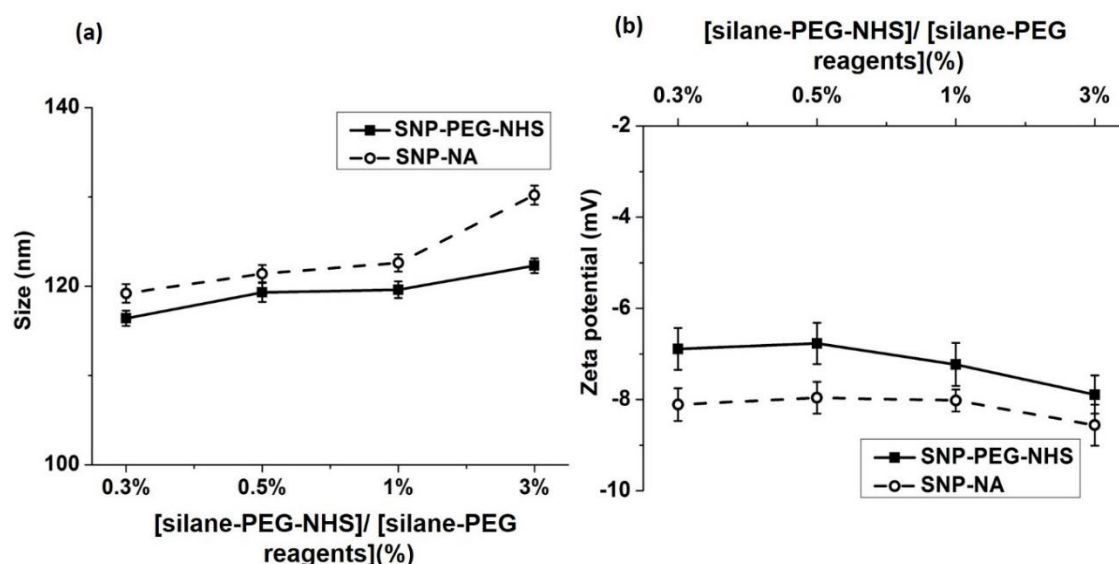 (a)
140
SNP-PEG-NHS
SNP-NA
Size (nm)
120
100
0.3% 0.5% 1% 3%
[silane-PEG-NHS]/ [silane-PEG
reagents](%)
(b)
[silane-PEG-NHS]/ [silane-PEG
reagents](%)
0.3% 0.5% 1% 3%
-2
-4
Zeta potential (mV)
-6
-8
SNP-PEG-NHS
SNP-NA
-10